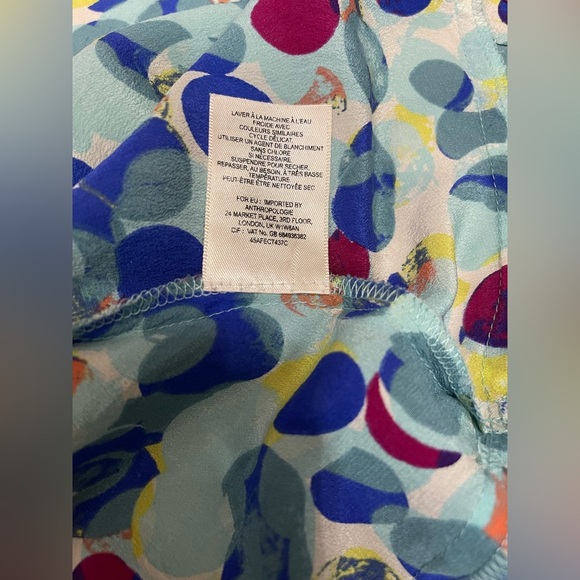 LAVER À LA MACHINE À L'EAU
FROIDE AVEC
COULEURS SIMILAIRES
CYCLE DÉLICAT.
UTILISER UN AGENT DE BLANCHIMENT
SANS CHLORE
SI NÉCESSAIRE.
SUSPENDRE POUR SÉCHER.
REPASSER, AU BESOIN, À TRÈS BASSE
TEMPÉRATURE.
PEUT-ÊTRE ÊTRE NETTOYÉE SEC
FOR EU : IMPORTED BY
ANTHROPOLOGIE
24 MARKET PLACE, 3RD FLOOR,
LONDON, UK W1W8AN
CIF : VAT No. GB 684936382
45AFECT437C